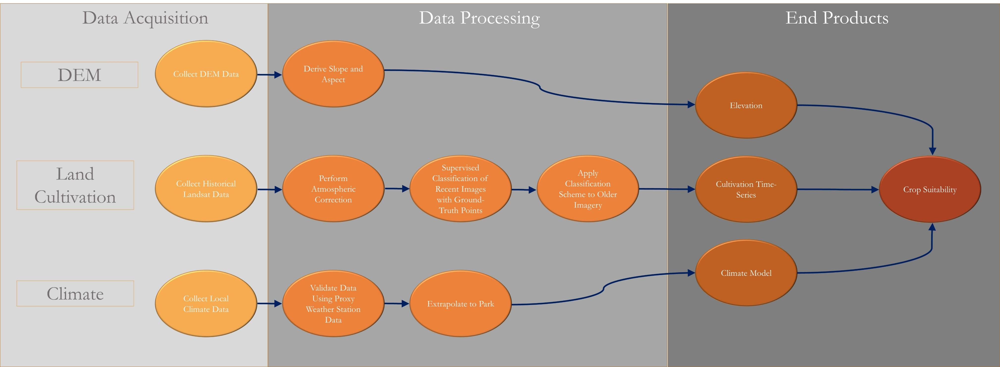 Data Acquisition
Data Processing
End Products
DEM
Collect DEM Data
Derive Slope and
Aspect
Elevation
Land
Cultivation
Collect Historical
Landsat Data
Perform
Atmospheric
Correction
Supervised
Classification of
Recent Images
with Ground-
Truth Points
Apply
Classification
Scheme to Older
Imagery
Cultivation Time-
Series
Crop Suitability
Climate
Collect Local
Climate Data
Validate Data
Using Proxy
Weather Station
Data
Extrapolate to Park
Climate Model